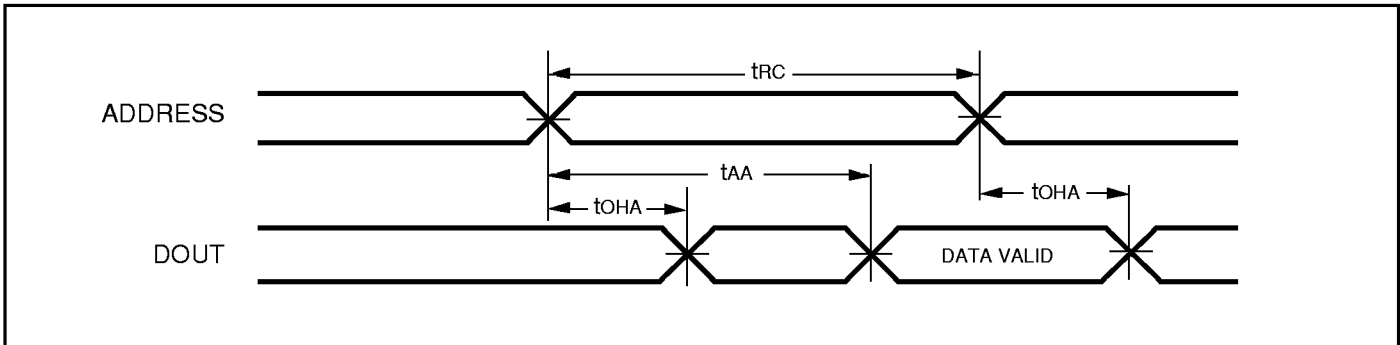 tRC
ADDRESS
tAA
tOHA
tOHA
DOUT
DATA VALID